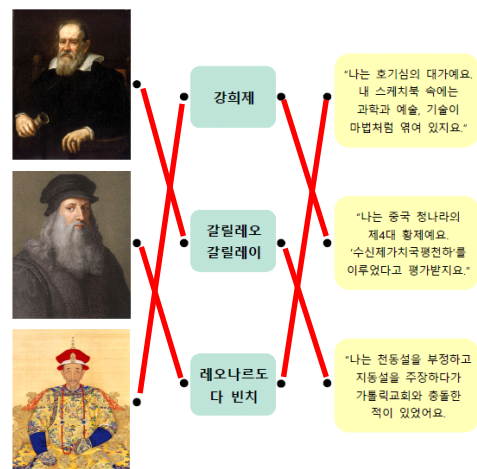 강희제
갈릴레오
갈릴레이
레오나르도
다 빈치
“나는 호기심의 대가예요.
내 스케치북 속에는
과학과 예술, 기술이
마법처럼 엮여 있지요.”
“나는 중국 청나라의
제4대 황제예요.
‘수신제가치국평천하’를
이루었다고 평가받지요.”
“나는 천동설을 부정하고
지동설을 주장하다가
가톨릭교회와 충돌한
적이 있었어요.